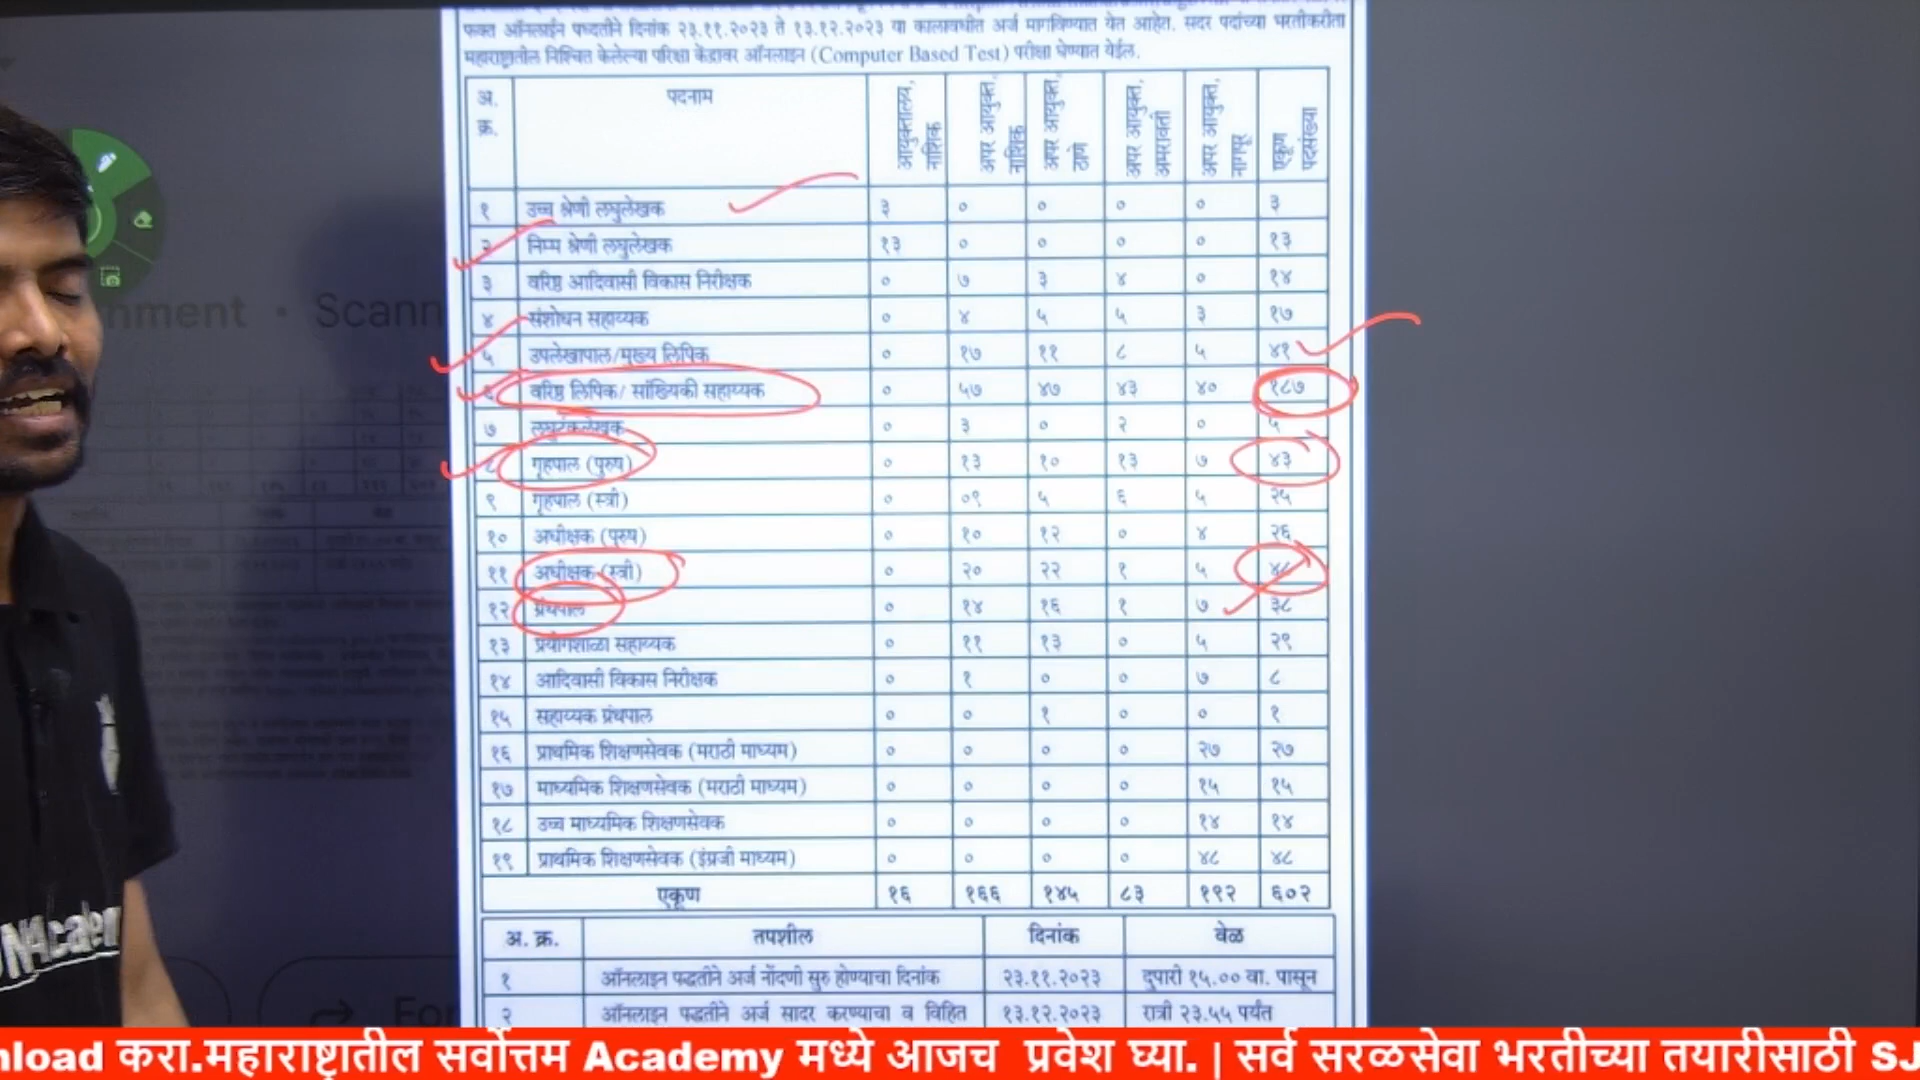 फक्त ऑनलाईन पध्दतीने दिनांक २३.११.२०२३ ते १३.१२.२०२३ या कालावधीत अर्ज मागविण्यात येत आहेत. सदर पदांच्या भरतीकरीता
महाराष्ट्रातील निश्चित केलेल्या परिक्षा केंद्रावर ऑनलाइन (Computer Based Test) परीक्षा घेण्यात येईल.
अ. क्र. पदनाम आयुक्तालय, नाशिक अपर आयुक्त, नाशिक अपर आयुक्त, ठाणे अपर आयुक्त, अमरावती अपर आयुक्त, नागपूर एकूण पदसंख्या
१ उच्च श्रेणी लघुलेखक ३ ० ० ० ० ३
२ निम्न श्रेणी लघुलेखक १३ ० ० ० ० १३
३ वरिष्ठ आदिवासी विकास निरीक्षक ० ७ ३ ४ ० १४
४ संशोधन सहाय्यक ० ४ ५ ५ ३ १७
५ उपलेखापाल/मुख्य लिपिक ० १७ ११ ८ ५ ४१
६ वरिष्ठ लिपिक/ सांख्यिकी सहाय्यक ० ५७ ४७ ४३ ४० १८७
७ लघुटंकलेखक ० ३ ० २ ० ५
८ गृहपाल (पुरुष) ० १३ १० १३ ७ ४३
९ गृहपाल (स्त्री) ० ०९ ५ ६ ५ २५
१० अधीक्षक (पुरुष) ० १० १२ ० ४ २६
११ अधीक्षक (स्त्री) ० २० २२ १ ५ ४८
१२ ग्रंथपाल ० १४ १६ १ ७ ३८
१३ प्रयोगशाळा सहाय्यक ० ११ १३ ० ५ २९
१४ आदिवासी विकास निरीक्षक ० १ ० ० ७ ८
१५ सहाय्यक ग्रंथपाल ० ० १ ० ० १
१६ प्राथमिक शिक्षणसेवक (मराठी माध्यम) ० ० ० ० २७ २७
१७ माध्यमिक शिक्षणसेवक (मराठी माध्यम) ० ० ० ० १५ १५
१८ उच्च माध्यमिक शिक्षणसेवक ० ० ० ० १४ १४
१९ प्राथमिक शिक्षणसेवक (इंग्रजी माध्यम) ० ० ० ० ४८ ४८
एकूण १६ १६६ १४५ ८३ १९२ ६०२
अ. क्र. तपशील दिनांक वेळ
१ ऑनलाइन पद्धतीने अर्ज नोंदणी सुरु होण्याचा दिनांक २३.११.२०२३ दुपारी १५.०० वा. पासून
२ ऑनलाइन पद्धतीने अर्ज सादर करण्याचा व विहित १३.१२.२०२३ रात्री २३.५५ पर्यंत
nment • Scann
For
NAcadem
nload करा.महाराष्ट्रातील सर्वोत्तम Academy मध्ये आजच प्रवेश घ्या. | सर्व सरळसेवा भरतीच्या तयारीसाठी SJ